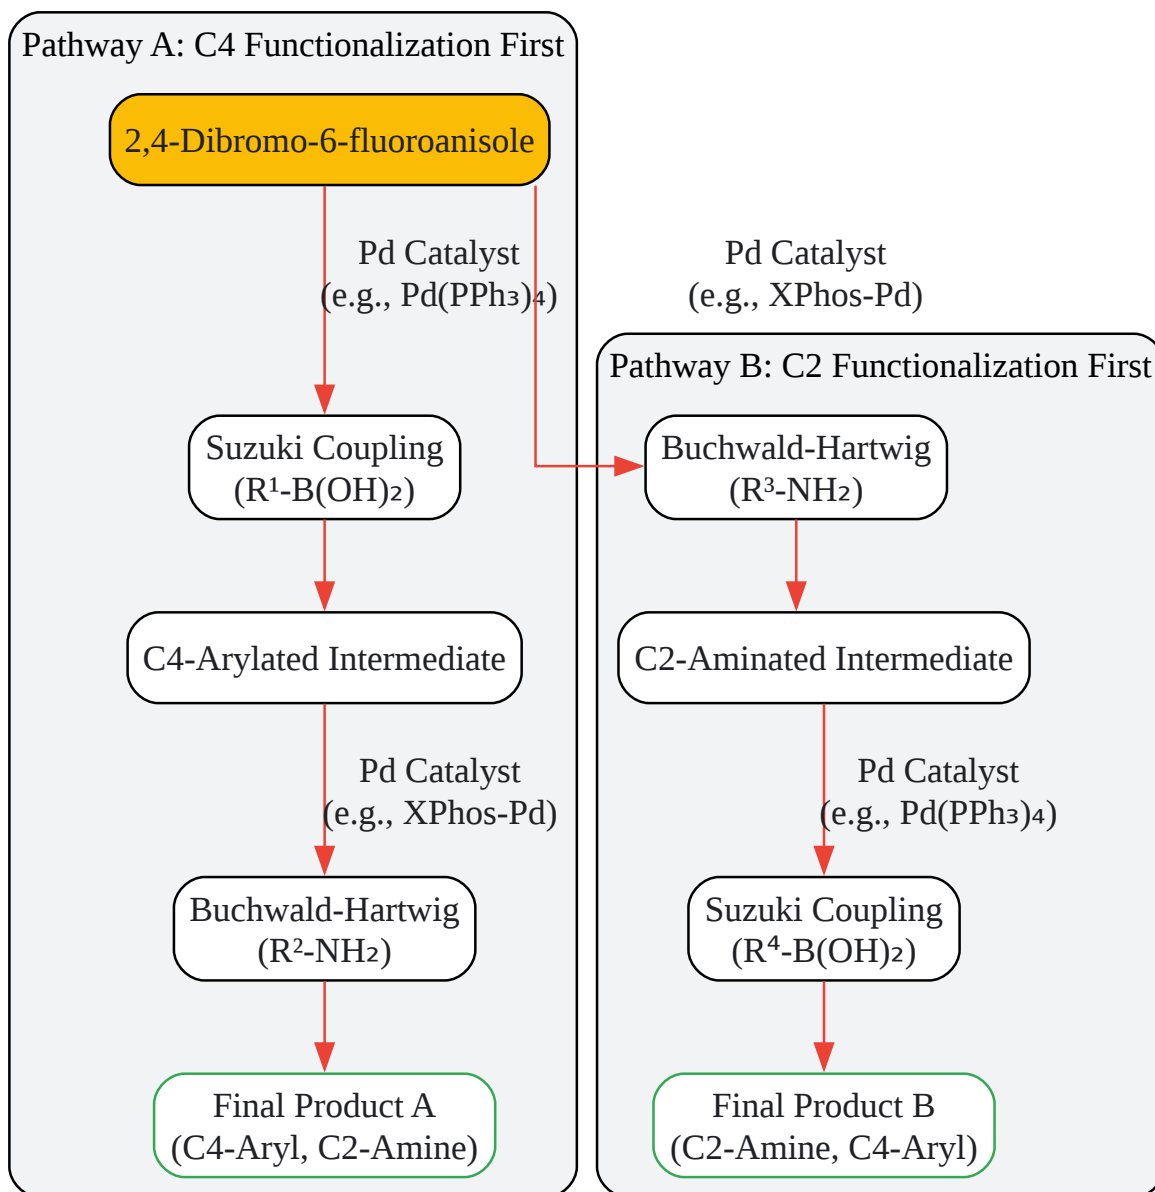 Pathway A: C4 Functionalization First
2,4-Dibromo-6-fluoroanisole
Pd Catalyst
(e.g., Pd(PPh₃)₄)
Pd Catalyst
(e.g., XPhos-Pd)
Pathway B: C2 Functionalization First
Suzuki Coupling
(R¹-B(OH)₂)
Buchwald-Hartwig
(R³-NH₂)
C4-Arylated Intermediate
C2-Aminated Intermediate
Pd Catalyst
(e.g., XPhos-Pd)
Pd Catalyst
(e.g., Pd(PPh₃)₄)
Buchwald-Hartwig
(R²-NH₂)
Suzuki Coupling
(R⁴-B(OH)₂)
Final Product A
(C4-Aryl, C2-Amine)
Final Product B
(C2-Amine, C4-Aryl)